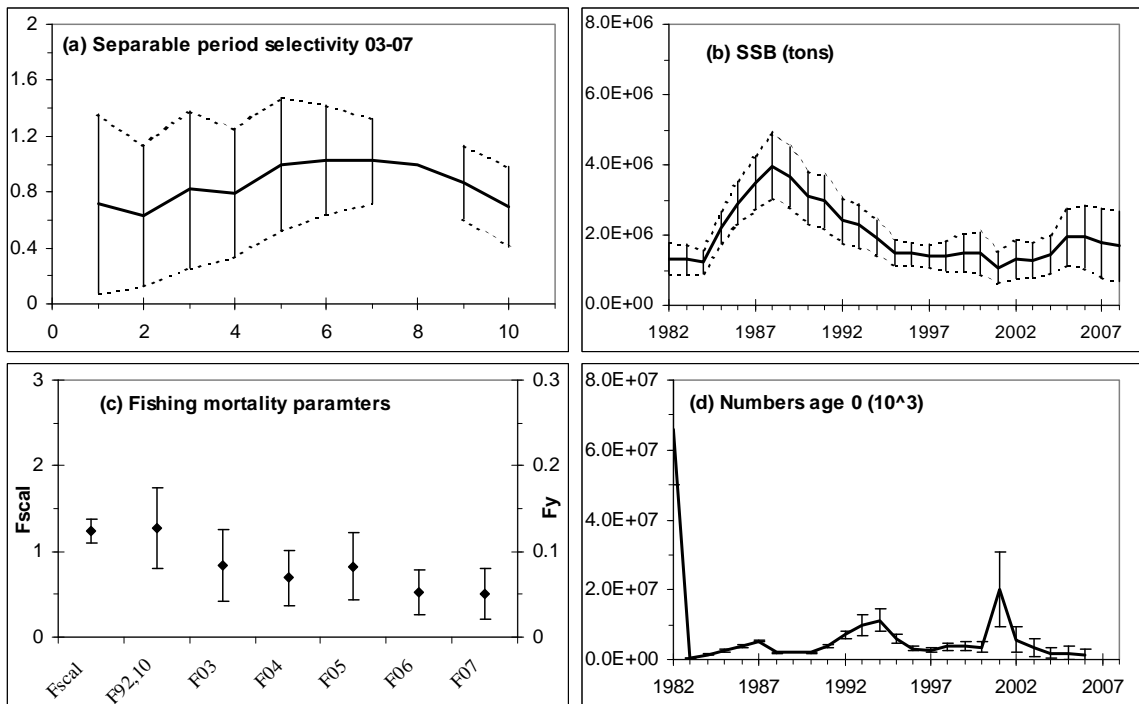 (a) Separable period selectivity 03-07
2
1.6
1.2
0.8
0.4
0
0 2 4 6 8 10
(b) SSB (tons)
8.0E+06
6.0E+06
4.0E+06
2.0E+06
0.0E+00
1982 1987 1992 1997 2002 2007
(c) Fishing mortality paramters
Fscal
3
2
1
0
Fy
0.3
0.2
0.1
0
Fscal F92,10 F03 F04 F05 F06 F07
(d) Numbers age 0 (10^3)
8.0E+07
6.0E+07
4.0E+07
2.0E+07
0.0E+00
1982 1987 1992 1997 2002 2007